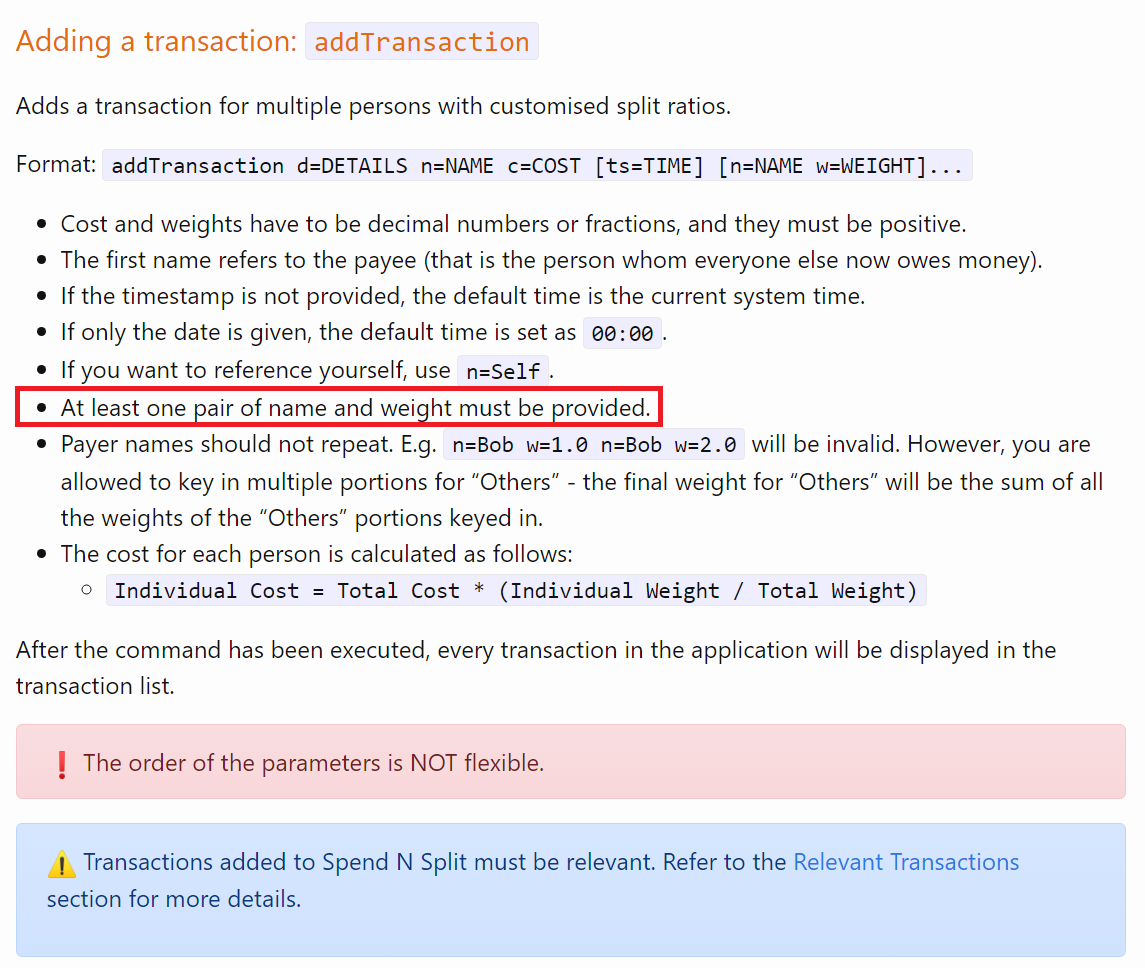 Adding a transaction: addTransaction
Adds a transaction for multiple persons with customised split ratios.
Format: addTransaction d=DETAILS n=NAME c=COST [ts=TIME] [n=NAME w=WEIGHT]...
• Cost and weights have to be decimal numbers or fractions, and they must be positive.
• The first name refers to the payee (that is the person whom everyone else now owes money).
• If the timestamp is not provided, the default time is the current system time.
• If only the date is given, the default time is set as 00:00.
• If you want to reference yourself, use n=Self.
• At least one pair of name and weight must be provided.
• Payer names should not repeat. E.g. n=Bob w=1.0 n=Bob w=2.0 will be invalid. However, you are
allowed to key in multiple portions for “Others” - the final weight for “Others” will be the sum of all
the weights of the “Others” portions keyed in.
• The cost for each person is calculated as follows:
○ Individual Cost = Total Cost * (Individual Weight / Total Weight)
After the command has been executed, every transaction in the application will be displayed in the
transaction list.
❗ The order of the parameters is NOT flexible.
⚠️ Transactions added to Spend N Split must be relevant. Refer to the Relevant Transactions
section for more details.